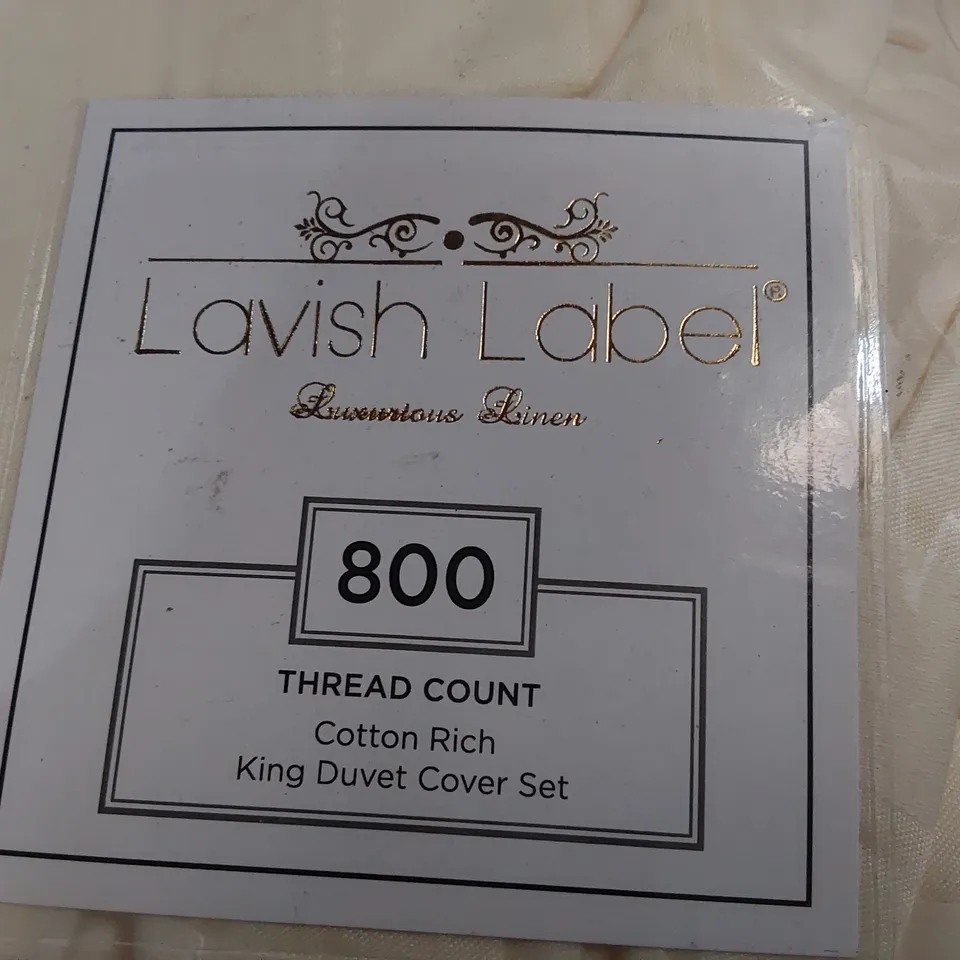 Lavish Label®
Luxurious Linen
800
THREAD COUNT
Cotton Rich
King Duvet Cover Set